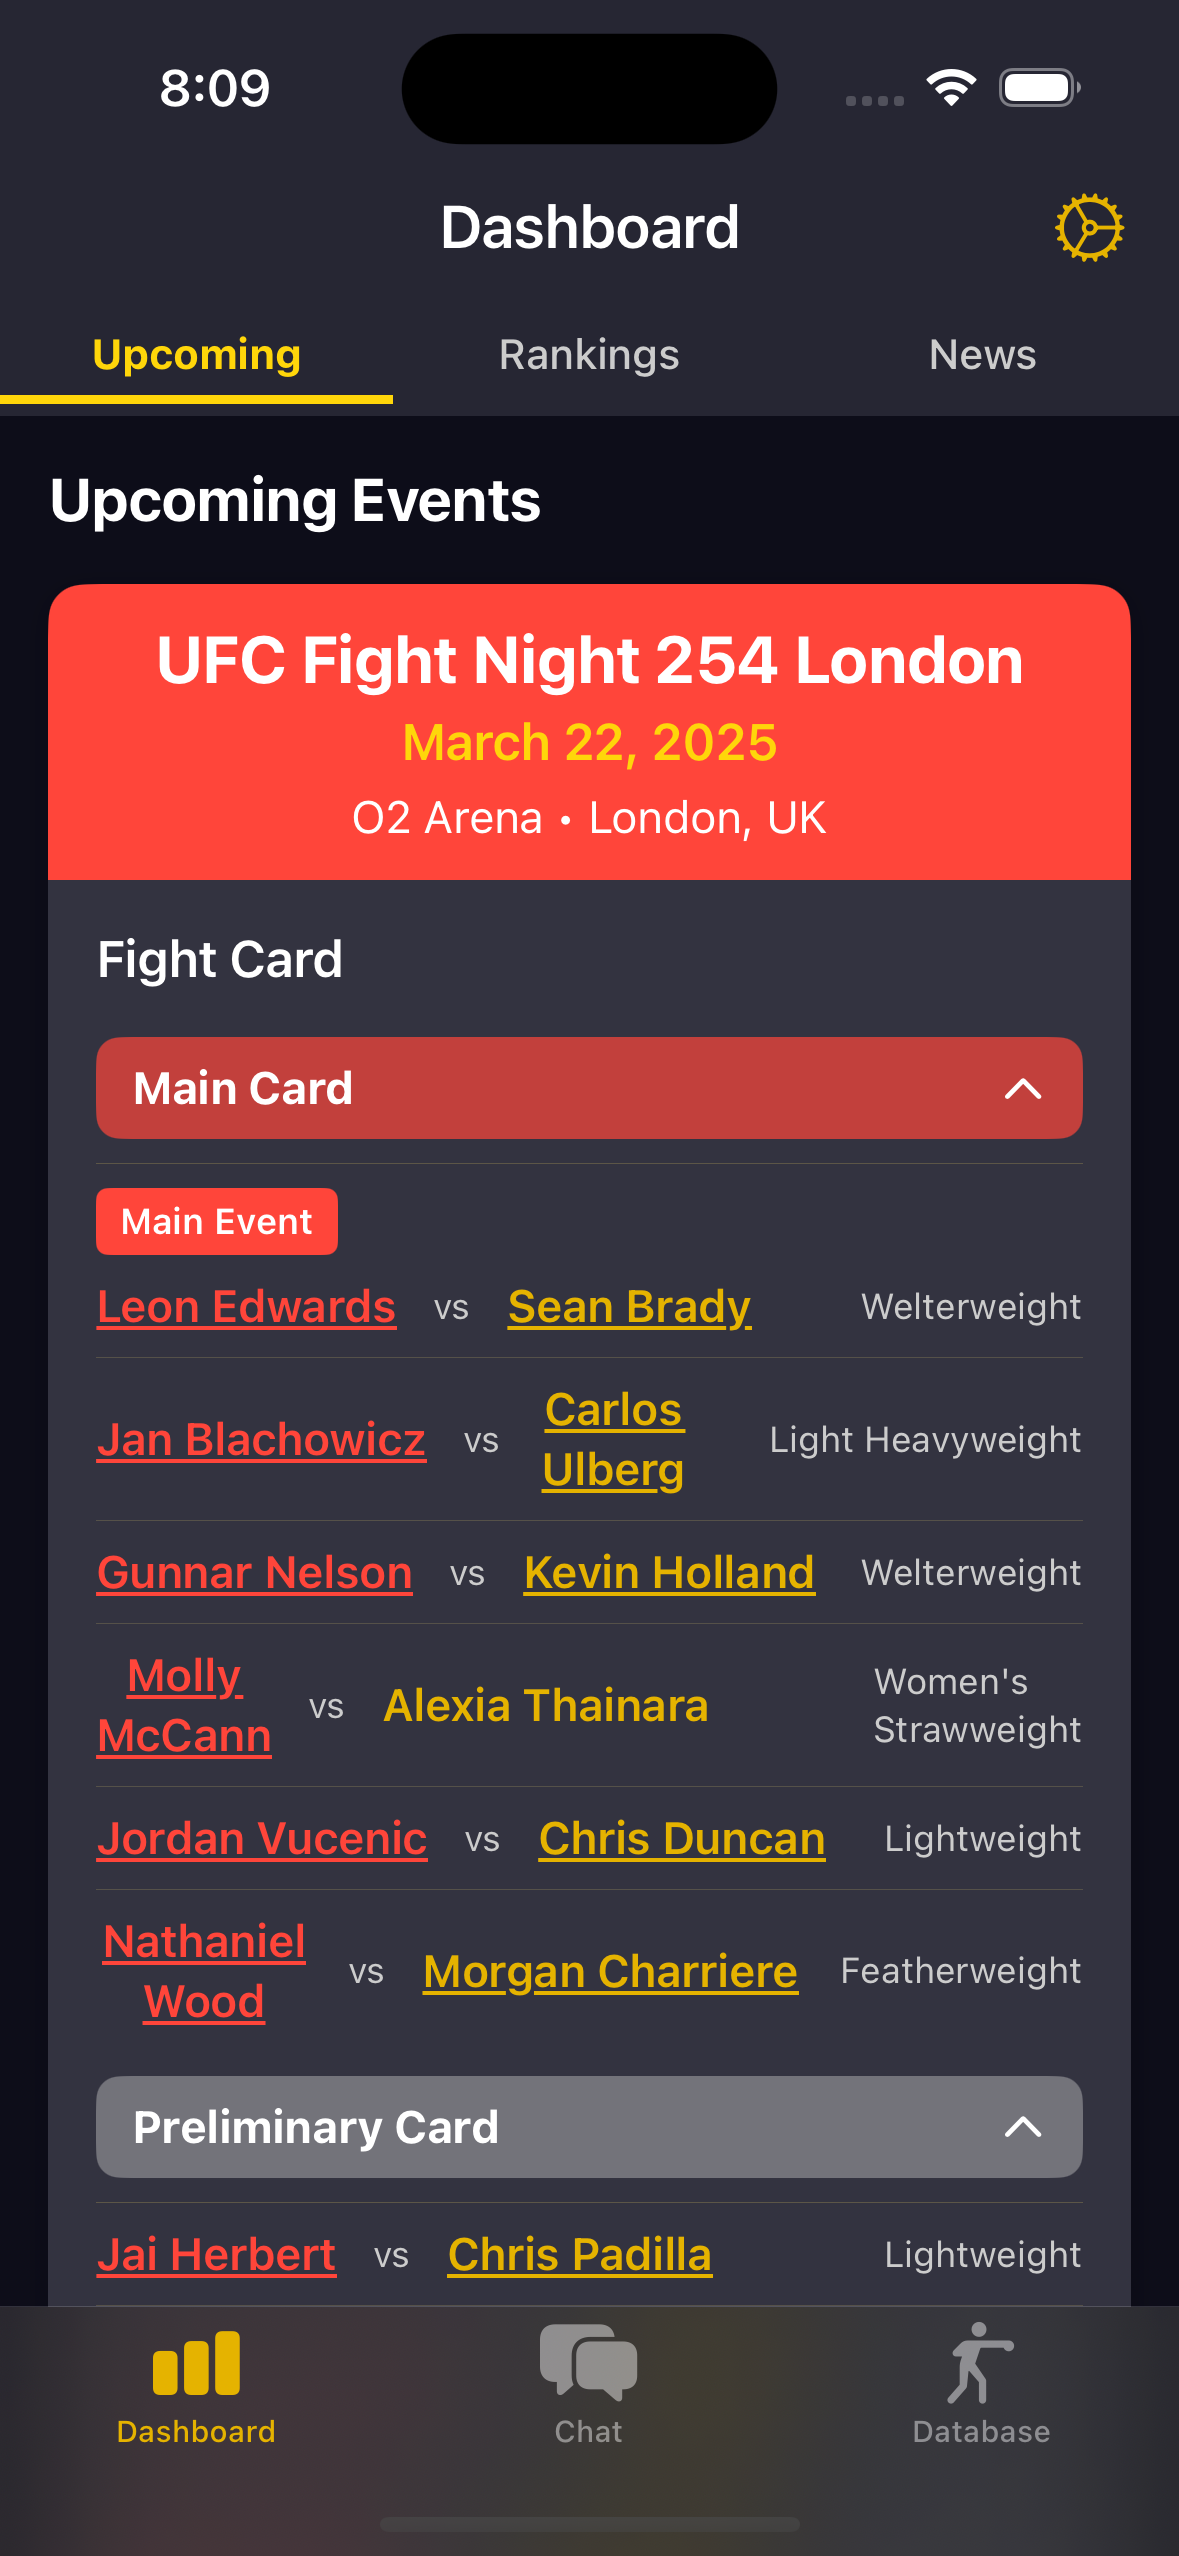 8:09
Dashboard
Upcoming
Rankings
News
Upcoming Events
UFC Fight Night 254 London
March 22, 2025
O2 Arena • London, UK
Fight Card
Main Card
Main Event
Leon Edwards vs Sean Brady Welterweight
Jan Blachowicz vs Carlos Ulberg Light Heavyweight
Gunnar Nelson vs Kevin Holland Welterweight
Molly McCann vs Alexia Thainara Women's Strawweight
Jordan Vucenic vs Chris Duncan Lightweight
Nathaniel Wood vs Morgan Charriere Featherweight
Preliminary Card
Jai Herbert vs Chris Padilla Lightweight
Dashboard
Chat
Database